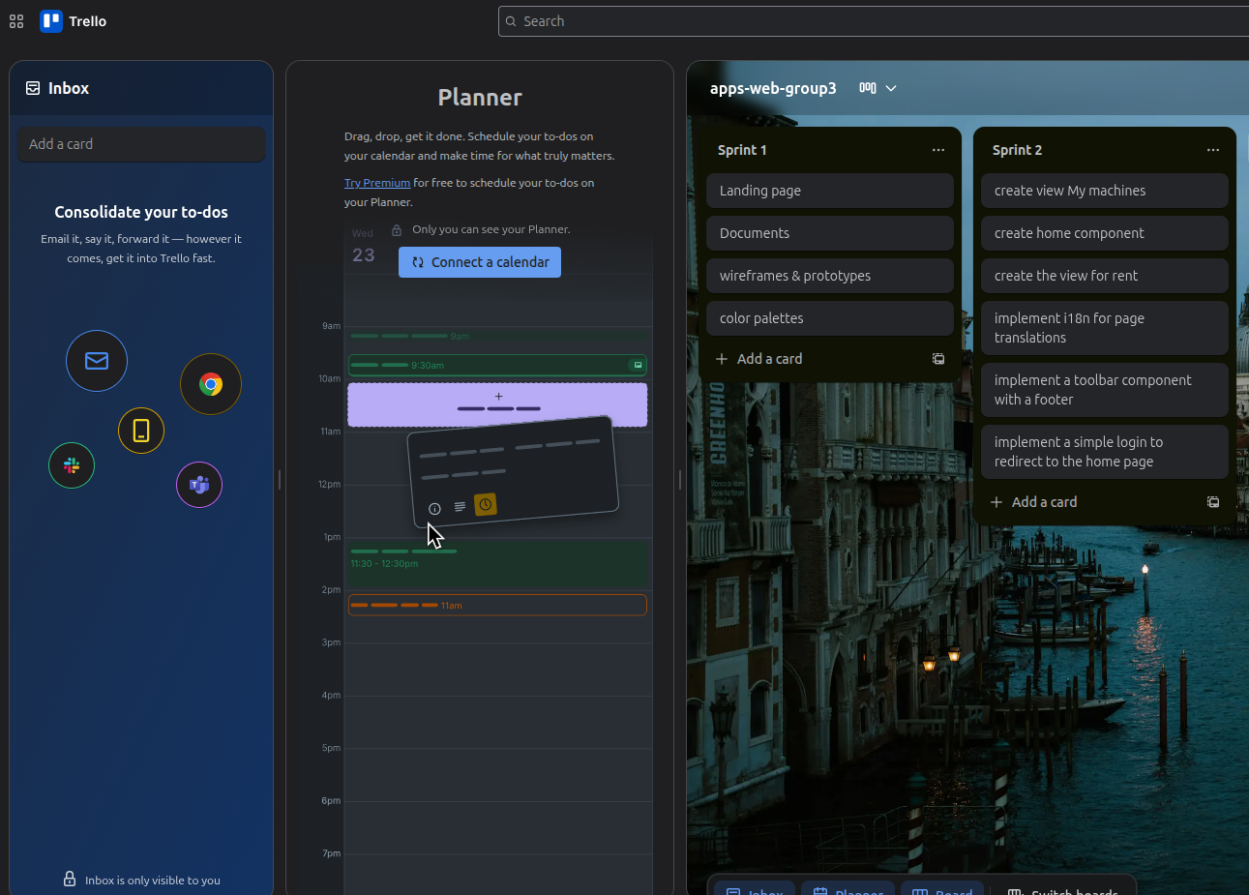 Trello
Search
Inbox
Add a card
Consolidate your to-dos
Email it, say it, forward it — however it
comes, get it into Trello fast.
Inbox is only visible to you
Planner
Drag, drop, get it done. Schedule your to-dos on
your calendar and make time for what truly matters.
Try Premium for free to schedule your to-dos on
your Planner.
Wed
23
Only you can see your Planner.
Connect a calendar
9am
9am
9:30am
10am
11am
12pm
1pm
11:30 - 12:30pm
2pm
11am
3pm
4pm
5pm
6pm
7pm
apps-web-group3
Sprint 1
Landing page
Documents
wireframes & prototypes
color palettes
Add a card
Sprint 2
create view My machines
create home component
create the view for rent
implement i18n for page
translations
implement a toolbar component
with a footer
implement a simple login to
redirect to the home page
Add a card
GREENHO
Inbox
Planner
Board
Switch boards